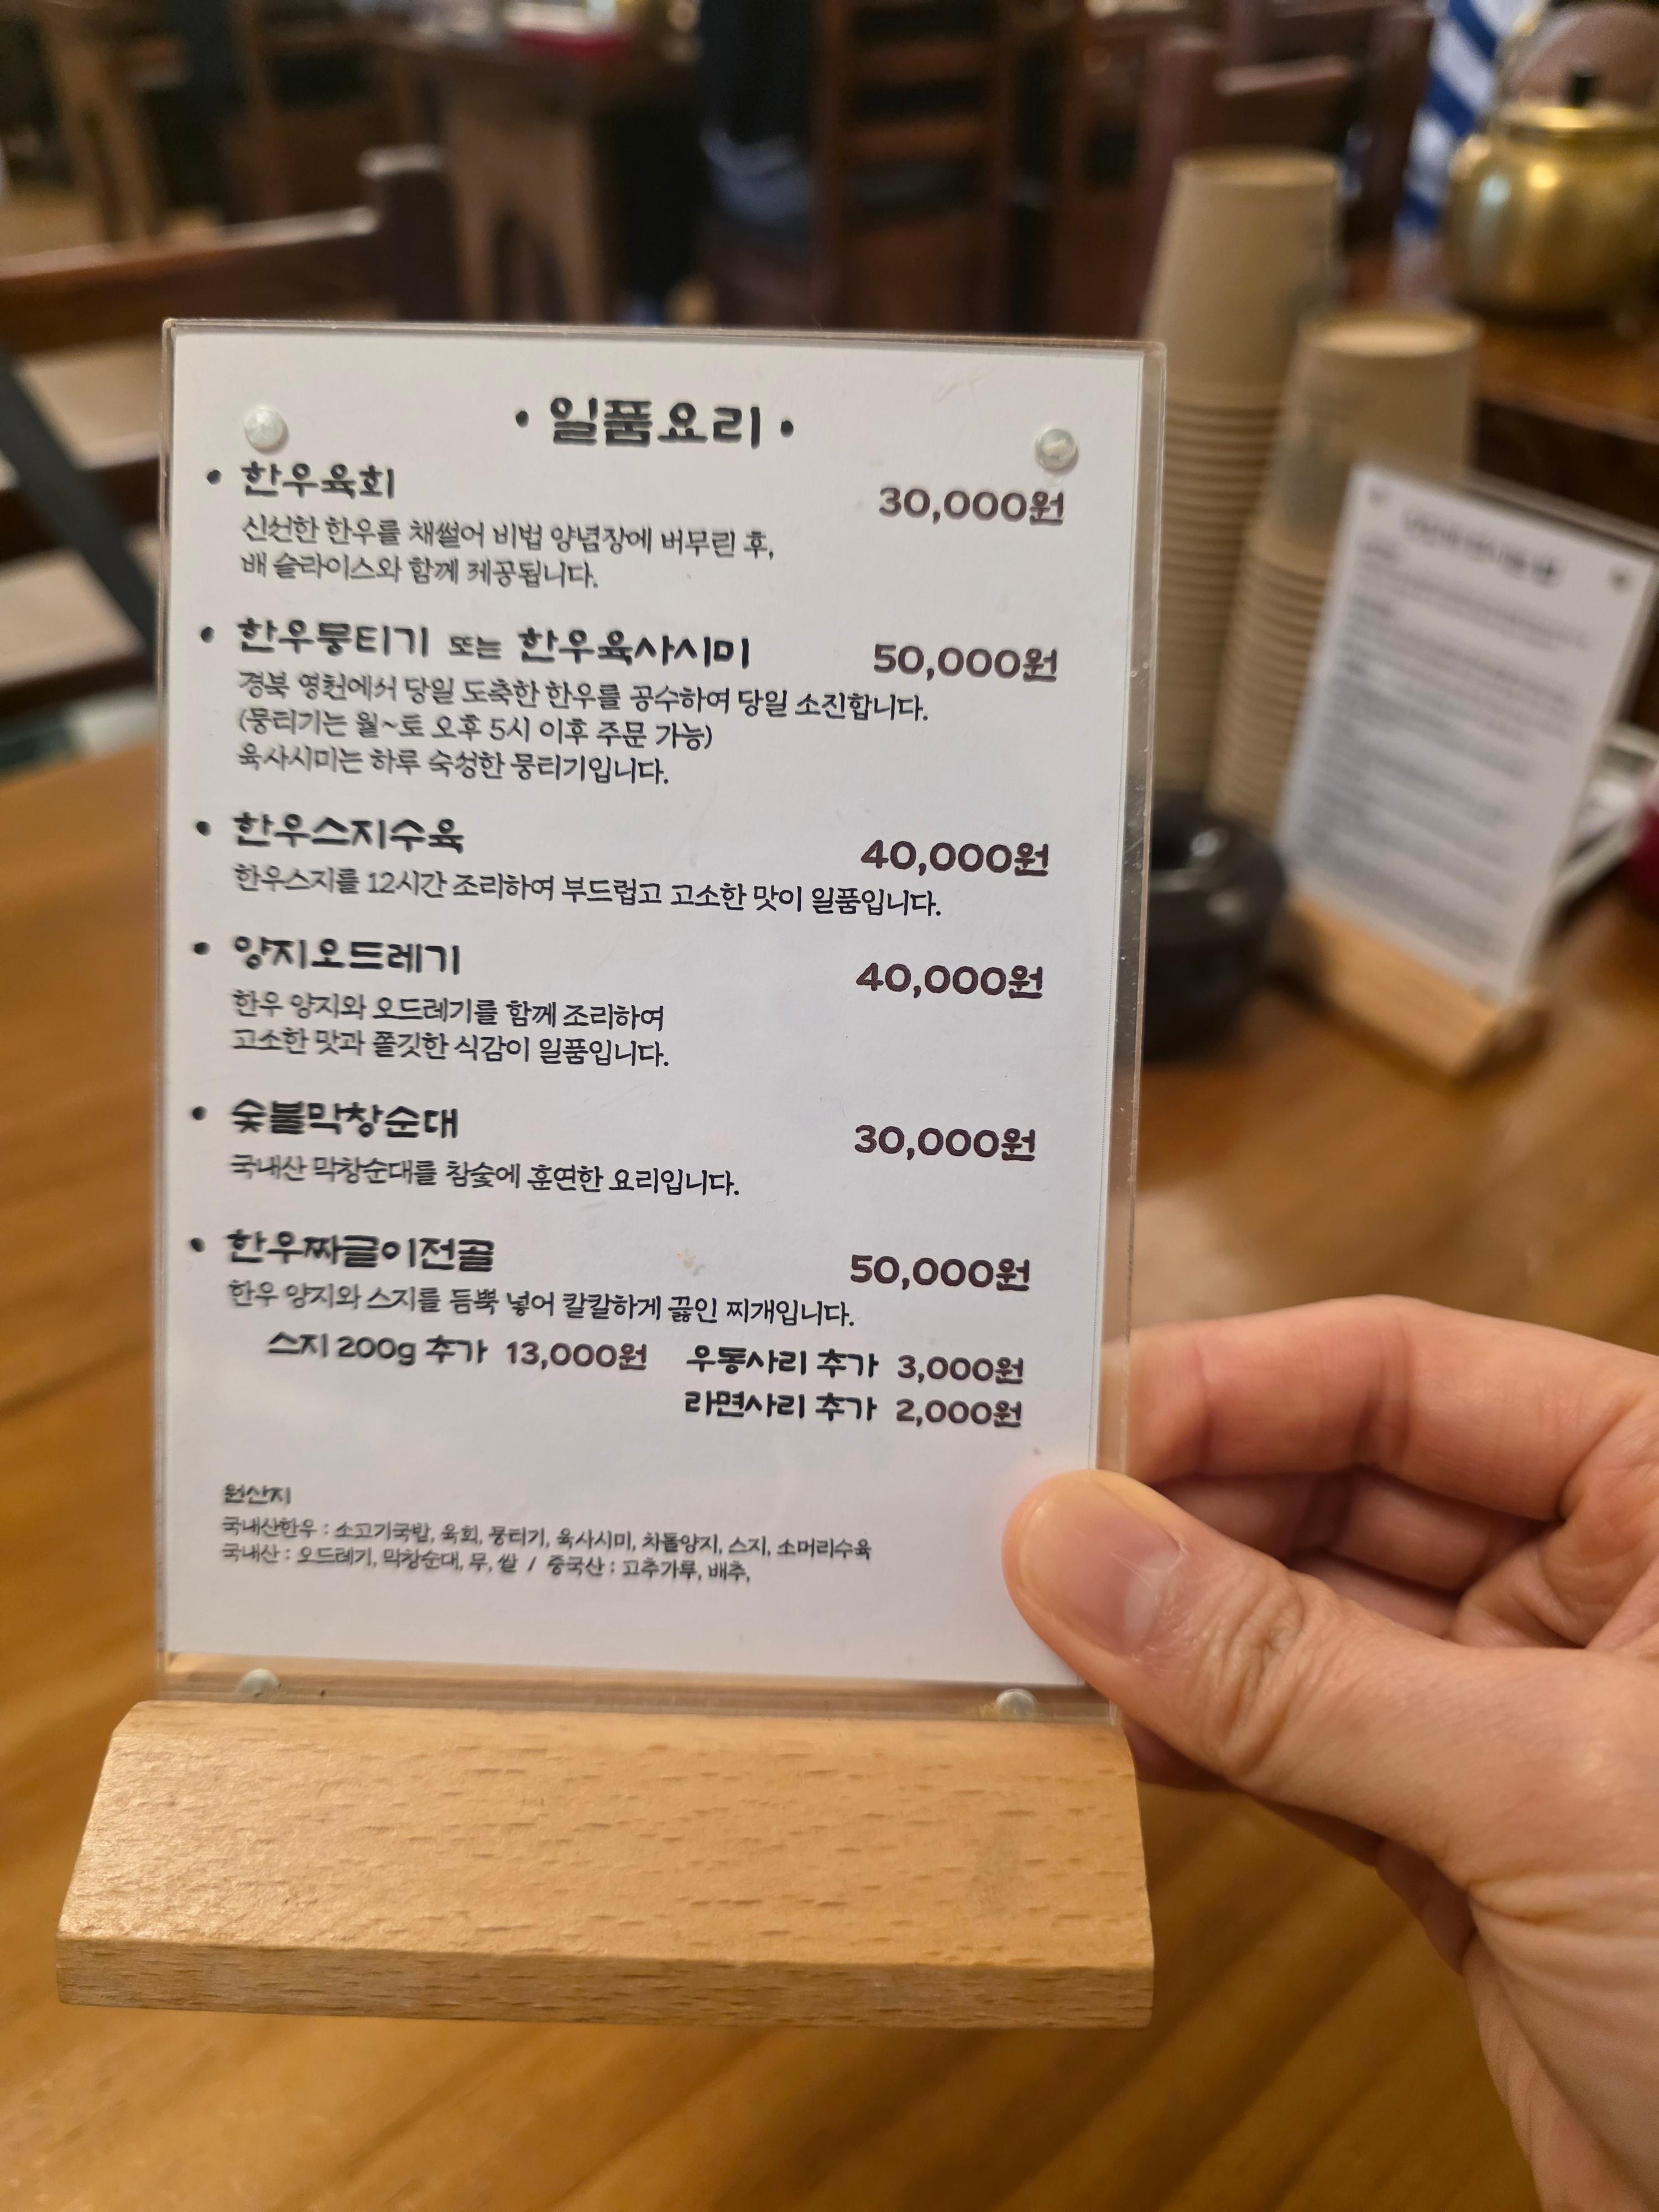 • 일품요리 •
• 한우육회 30,000원
신선한 한우를 채썰어 비법 양념장에 버무린 후,
배 슬라이스와 함께 제공됩니다.
• 한우뭉티기 또는 한우육사시미 50,000원
경북 영천에서 당일 도축한 한우를 공수하여 당일 소진합니다.
(뭉티기는 월~토 오후 5시 이후 주문 가능)
육사시미는 하루 숙성한 뭉티기입니다.
• 한우스지수육 40,000원
한우스지를 12시간 조리하여 부드럽고 고소한 맛이 일품입니다.
• 양지오드레기 40,000원
한우 양지와 오드레기를 함께 조리하여
고소한 맛과 쫄깃한 식감이 일품입니다.
• 숯불막창순대 30,000원
국내산 막창순대를 참숯에 훈연한 요리입니다.
• 한우짜글이전골 50,000원
한우 양지와 스지를 듬뿍 넣어 칼칼하게 끓인 찌개입니다.
스지 200g 추가 13,000원 우동사리 추가 3,000원
라면사리 추가 2,000원
원산지
국내산한우 : 소고기국밥, 육회, 뭉티기, 육사시미, 차돌양지, 스지, 소머리수육
국내산 : 오드레기, 막창순대, 무, 쌀 / 중국산 : 고추가루, 배추,